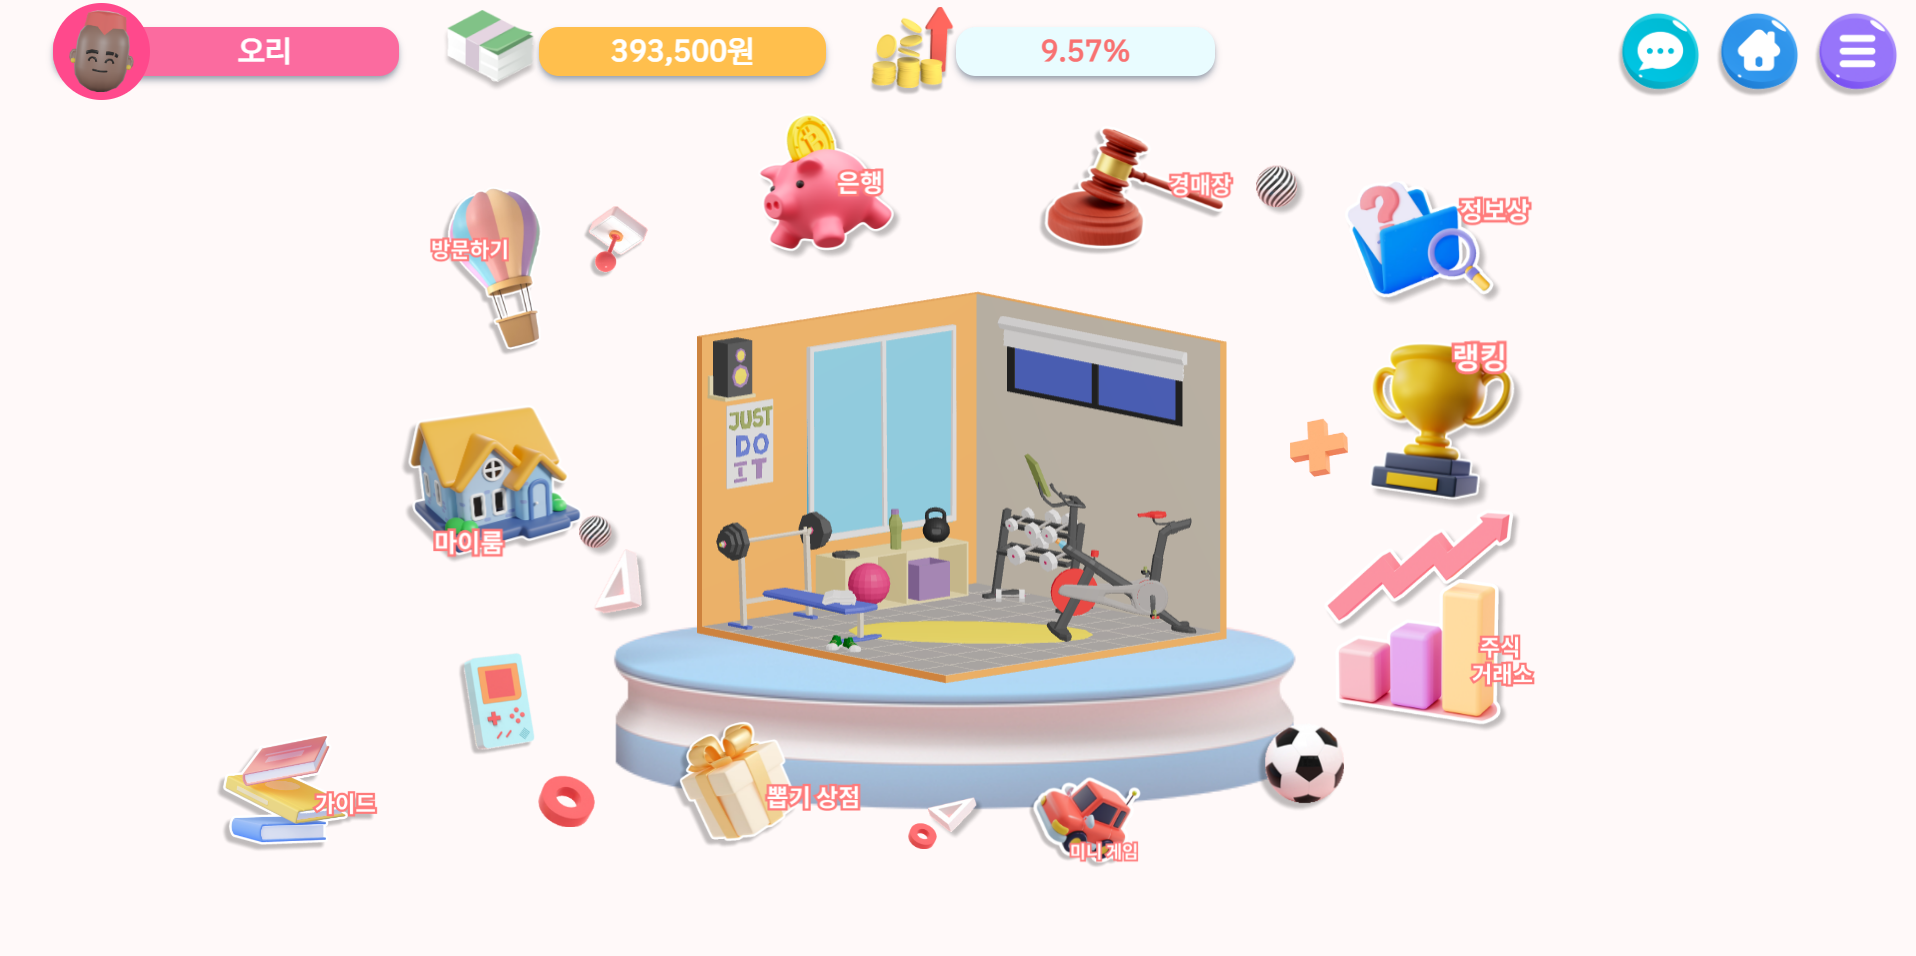 오리
393,500원
9.57%
은행
경매장
정보상
방문하기
랭킹
JUST
DO
IT
마이룸
주식
거래소
가이드
뽑기 상점
미니 게임